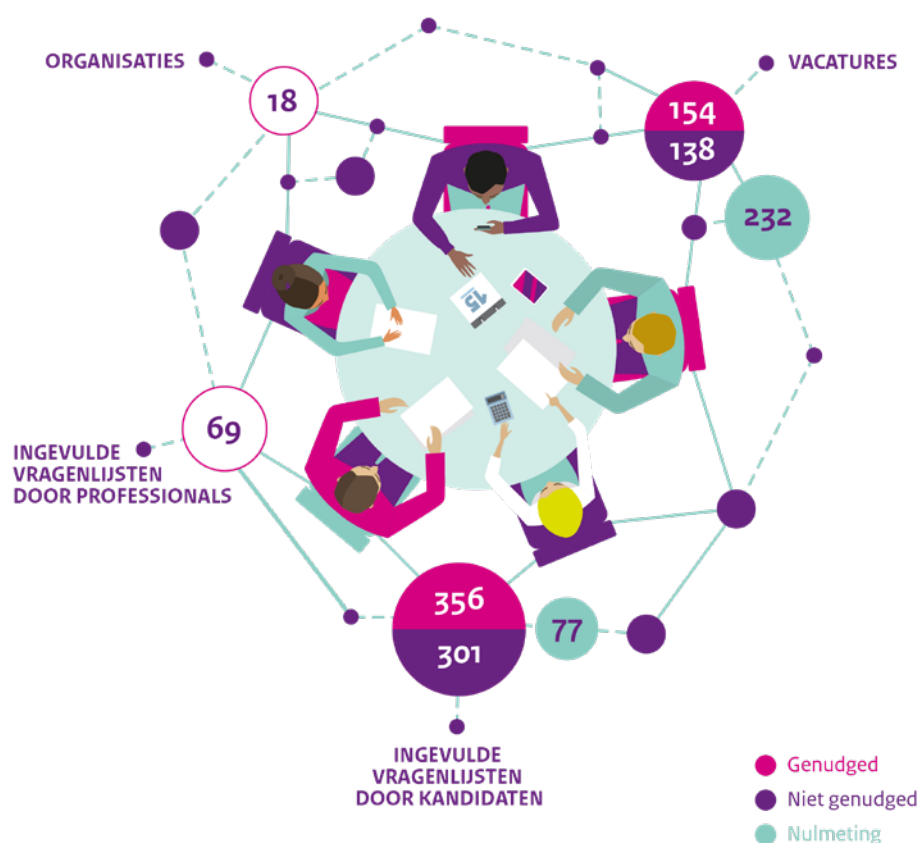 ORGANISATIES
18
VACATURES
154
138
232
15
69
INGEVULDE
VRAGENLIJSTEN
DOOR PROFESSIONALS
356
301
77
INGEVULDE
VRAGENLIJSTEN
DOOR KANDIDATEN
Genudged
Niet genudged
Nulmeting